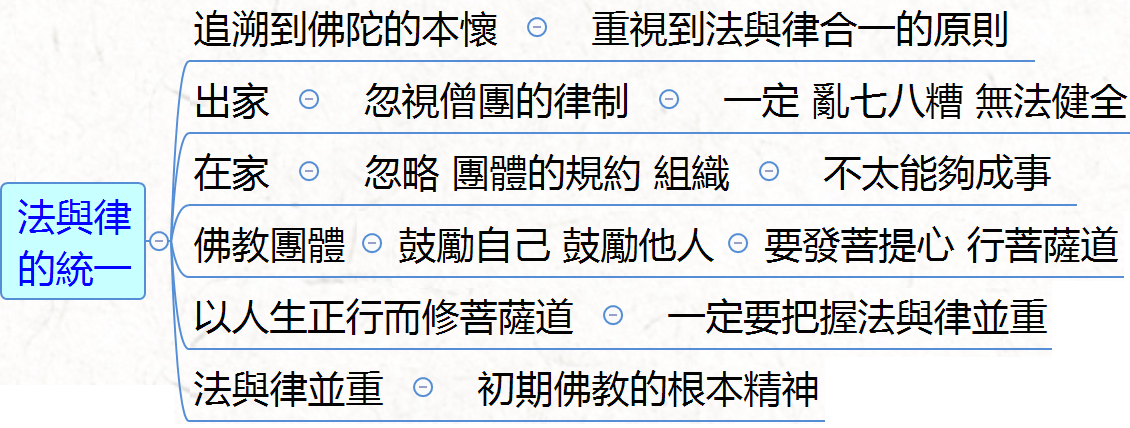 追溯到佛陀的本懷 重視到法與律合一的原則
出家 忽視僧團的律制 一定 亂七八糟 無法健全
在家 忽略 團體的規約 組織 不太能夠成事
法與律
的統一
佛教團體 鼓勵自己 鼓勵他人 要發菩提心 行菩薩道
以人生正行而修菩薩道 一定要把握法與律並重
法與律並重 初期佛教的根本精神